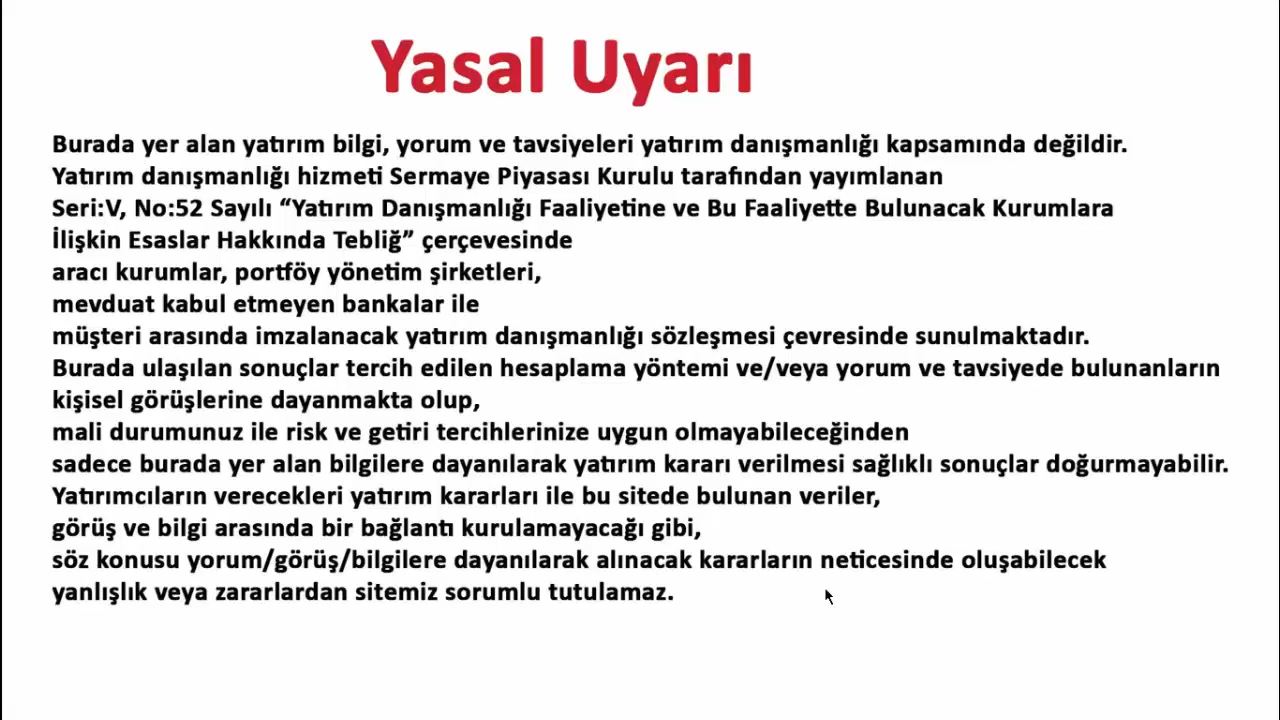 Yasal Uyarı
Burada yer alan yatırım bilgi, yorum ve tavsiyeleri yatırım danışmanlığı kapsamında değildir.
Yatırım danışmanlığı hizmeti Sermaye Piyasası Kurulu tarafından yayımlanan
Seri:V, No:52 Sayılı “Yatırım Danışmanlığı Faaliyetine ve Bu Faaliyette Bulunacak Kurumlara
İlişkin Esaslar Hakkında Tebliğ” çerçevesinde
aracı kurumlar, portföy yönetim şirketleri,
mevduat kabul etmeyen bankalar ile
müşteri arasında imzalanacak yatırım danışmanlığı sözleşmesi çevresinde sunulmaktadır.
Burada ulaşılan sonuçlar tercih edilen hesaplama yöntemi ve/veya yorum ve tavsiyede bulunanların
kişisel görüşlerine dayanmakta olup,
mali durumunuz ile risk ve getiri tercihlerinize uygun olmayabileceğinden
sadece burada yer alan bilgilere dayanılarak yatırım kararı verilmesi sağlıklı sonuçlar doğurmayabilir.
Yatırımcıların verecekleri yatırım kararları ile bu sitede bulunan veriler,
görüş ve bilgi arasında bir bağlantı kurulamayacağı gibi,
söz konusu yorum/görüş/bilgilere dayanılarak alınacak kararların neticesinde oluşabilecek
yanlışlık veya zararlardan sitemiz sorumlu tutulamaz.